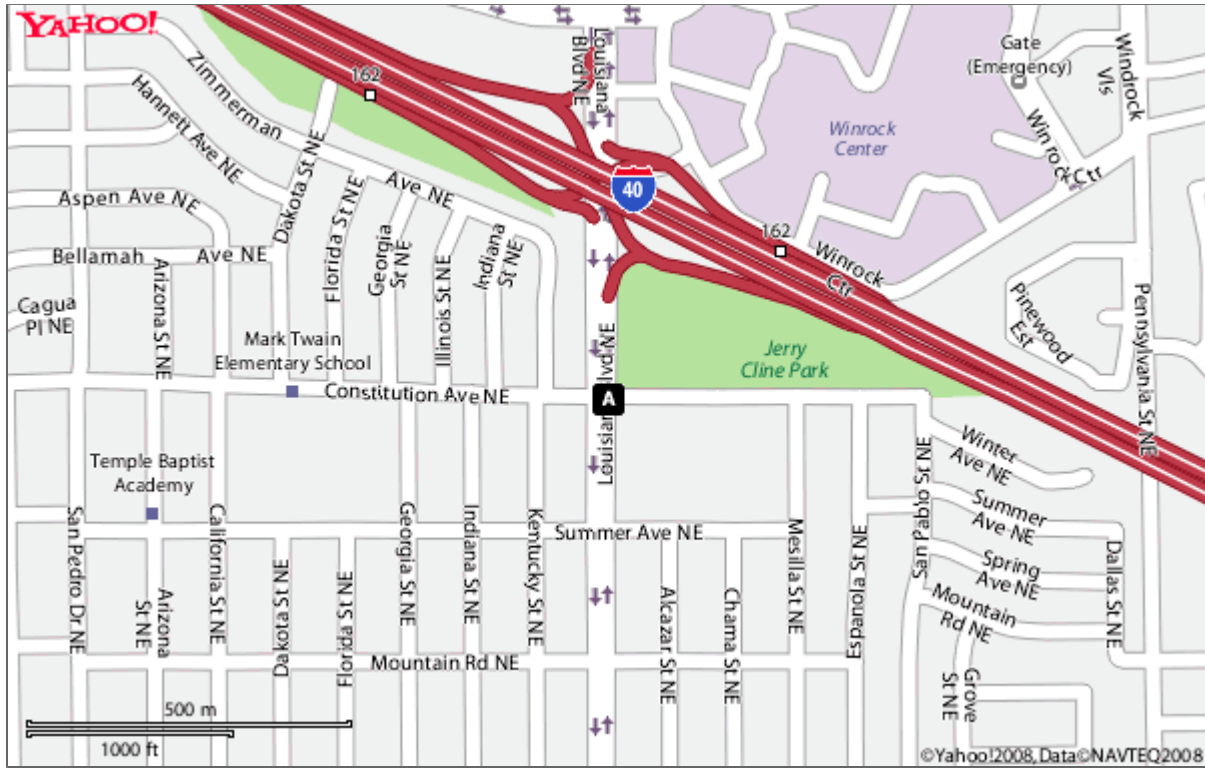 YAHOO!
Louisiana
Blvd NE
Gate
(Emergency)
Windrock
Vls
Zimmerman
Ave NE
162
Hannett Ave NE
Winrock
Center
Winrock
Ctr
Dakota St NE
40
Aspen Ave NE
Florida St NE
Georgia
St NE
Illinois St NE
Indiana
St NE
162
Winrock
Ctr
Bellamah
Ave NE
Arizona St NE
Cagua
Pl NE
Pinewood
Est
Pennsylvania St NE
Mark Twain
Elementary School
Jerry
Cline Park
Constitution Ave NE
A
Louisiana Blvd NE
Winter
Ave NE
Temple Baptist
Academy
San Pedro Dr NE
California St NE
Georgia St NE
Indiana St NE
Kentucky St NE
Summer Ave NE
Mesilla St NE
Espanola St NE
San Pablo St NE
Summer
Ave NE
Spring
Ave NE
Dallas St NE
Arizona
St NE
Dakota St NE
Florida St NE
Alcazar St NE
Chama St NE
Mountain
Rd NE
Mountain Rd NE
Grove
St NE
500 m
1000 ft
©Yahoo!2008, Data©NAVTEQ2008